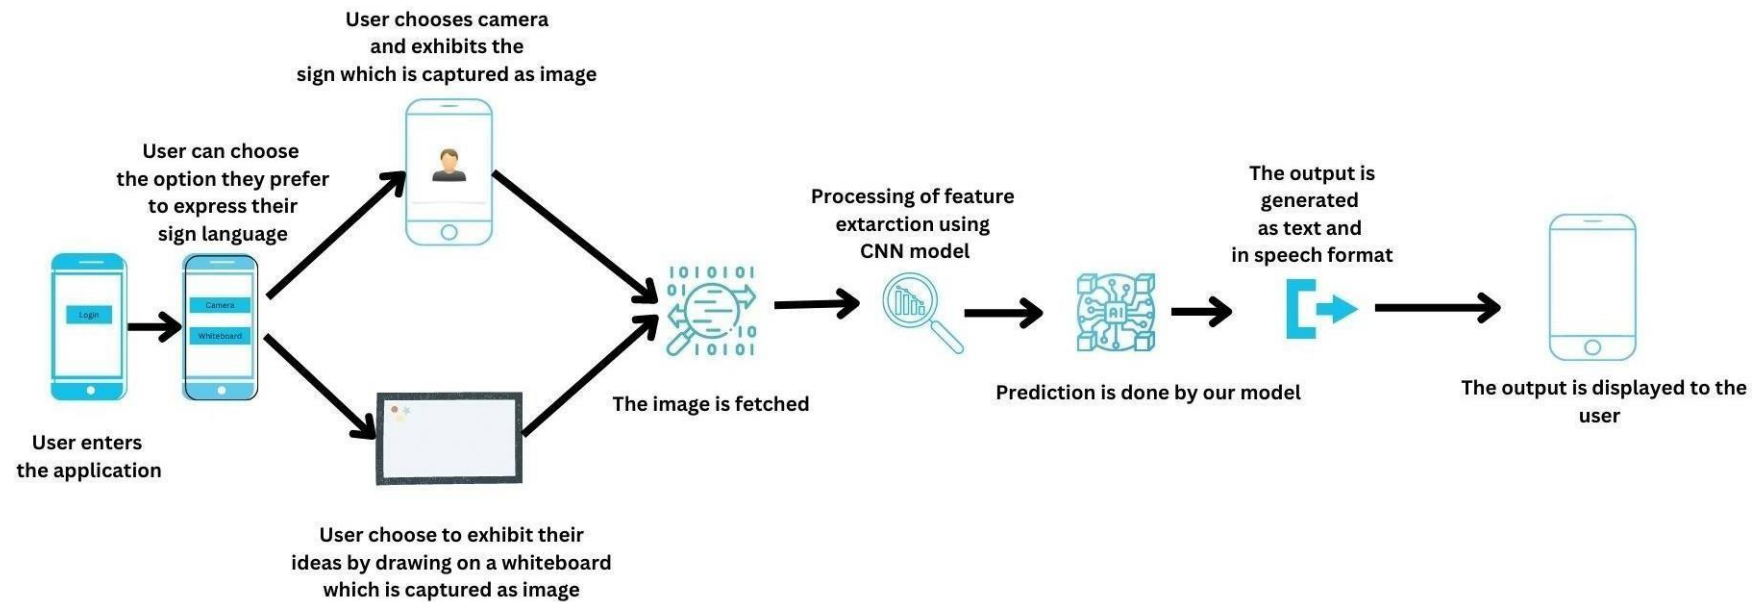 User chooses camera
and exhibits the
sign which is captured as image
User can choose
the option they prefer
to express their
sign language
Login
Camera
Whiteboard
User enters
the application
User choose to exhibit their
ideas by drawing on a whiteboard
which is captured as image
1010101
01
10
10101
The image is fetched
Processing of feature
extarction using
CNN model
AI
Prediction is done by our model
The output is
generated
as text and
in speech format
The output is displayed to the
user